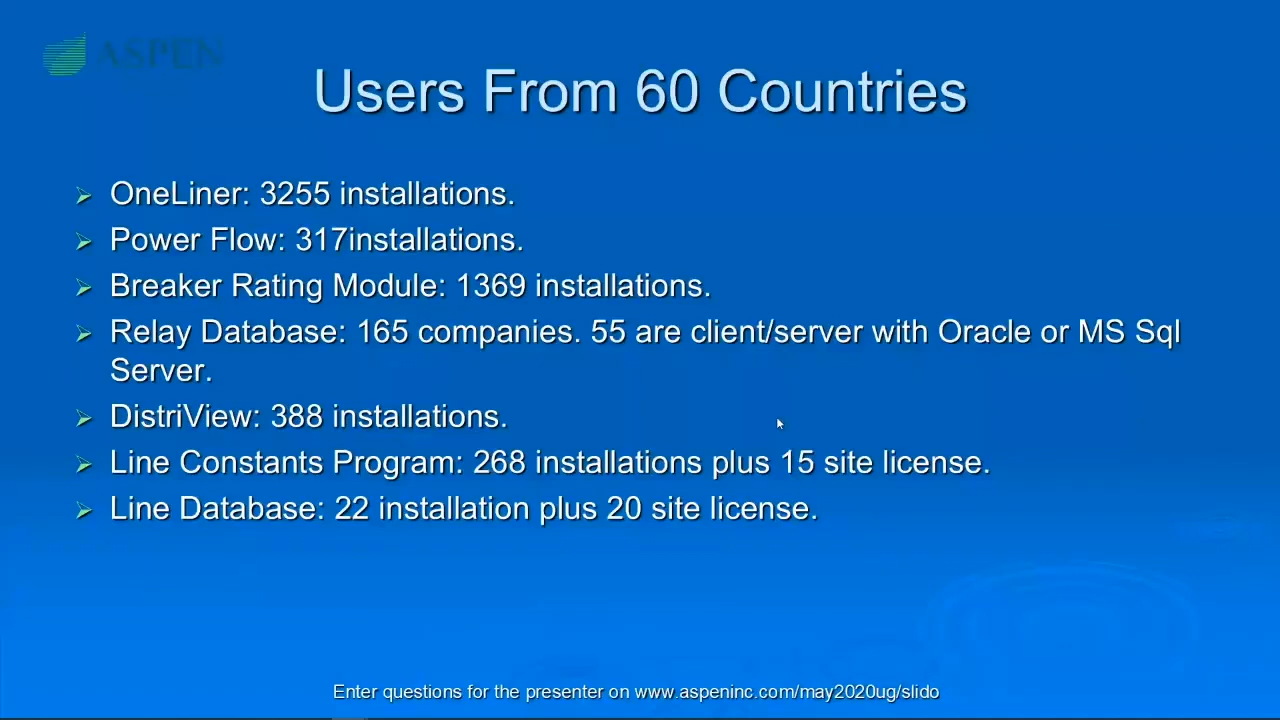 ASPEN
Users From 60 Countries
OneLiner: 3255 installations.
Power Flow: 317installations.
Breaker Rating Module: 1369 installations.
Relay Database: 165 companies. 55 are client/server with Oracle or MS Sql
Server.
DistriView: 388 installations.
Line Constants Program: 268 installations plus 15 site license.
Line Database: 22 installation plus 20 site license.
Enter questions for the presenter on www.aspeninc.com/may2020ug/slido